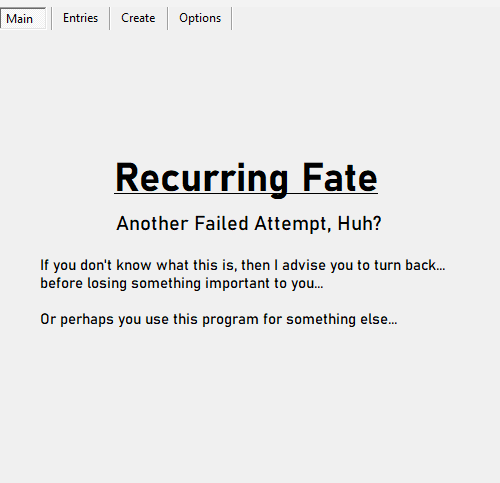 Main Entries Create Options
Recurring Fate
Another Failed Attempt, Huh?
If you don't know what this is, then I advise you to turn back...
before losing something important to you...
Or perhaps you use this program for something else...